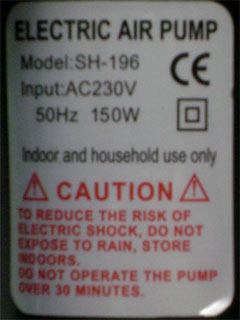 ELECTRIC AIR PUMP
Model:SH-196
Input:AC230V
50Hz 150W
CE
Indoor and household use only
CAUTION
TO REDUCE THE RISK OF
ELECTRIC SHOCK, DO NOT
EXPOSE TO RAIN, STORE
INDOORS.
DO NOT OPERATE THE PUMP
OVER 30 MINUTES.